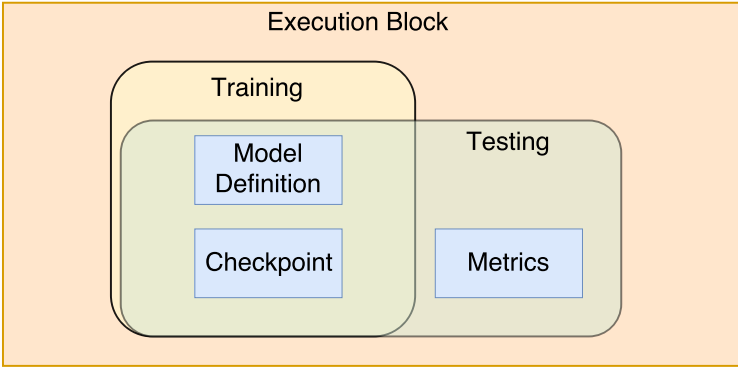 Execution Block
Training
Testing
Model
Definition
Checkpoint
Metrics